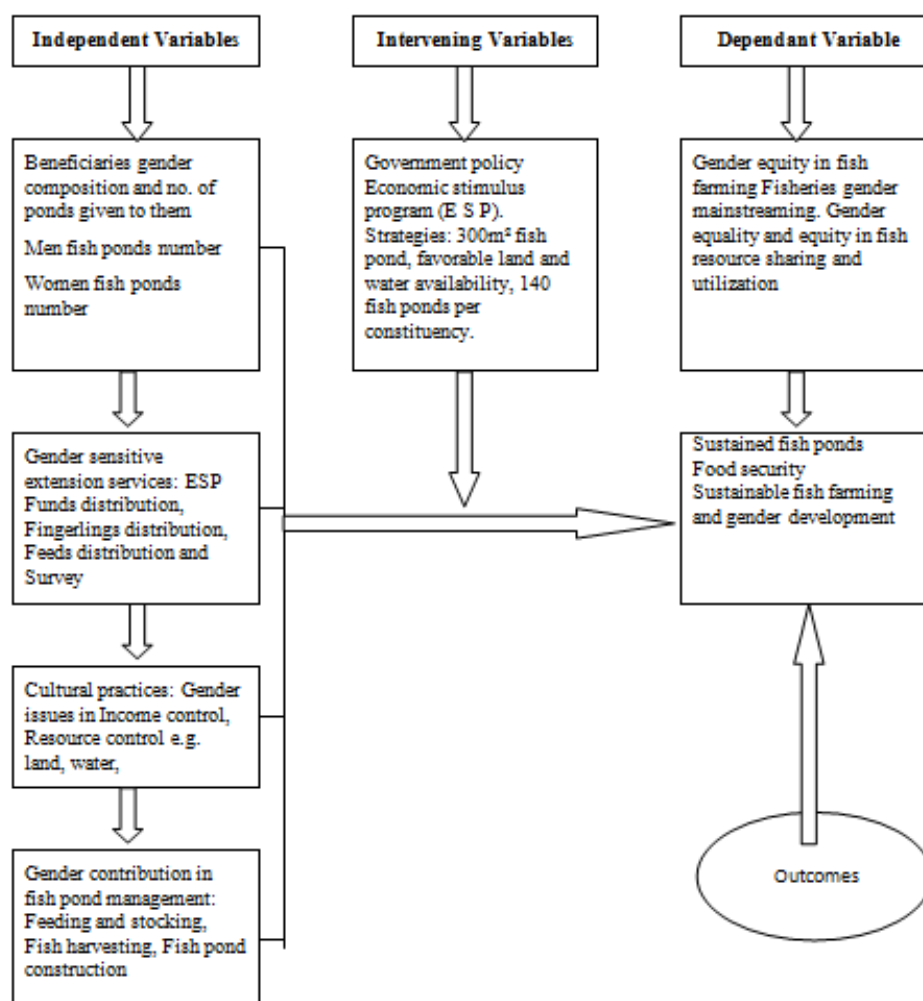 Independent Variables
Beneficiaries gender
composition and no. of
ponds given to them
Men fish ponds number
Women fish ponds
number
Gender sensitive
extension services: ESP
Funds distribution,
Fingerlings distribution,
Feeds distribution and
Survey
Cultural practices: Gender
issues in Income control,
Resource control e.g.
land, water,
Gender contribution in
fish pond management:
Feeding and stocking,
Fish harvesting, Fish pond
construction
Intervening Variables
Government policy
Economic stimulus
program (E S P).
Strategies: 300m² fish
pond, favorable land and
water availability, 140
fish ponds per
constituency.
Dependant Variable
Gender equity in fish
farming Fisheries gender
mainstreaming. Gender
equality and equity in fish
resource sharing and
utilization
Sustained fish ponds
Food security
Sustainable fish farming
and gender development
Outcomes